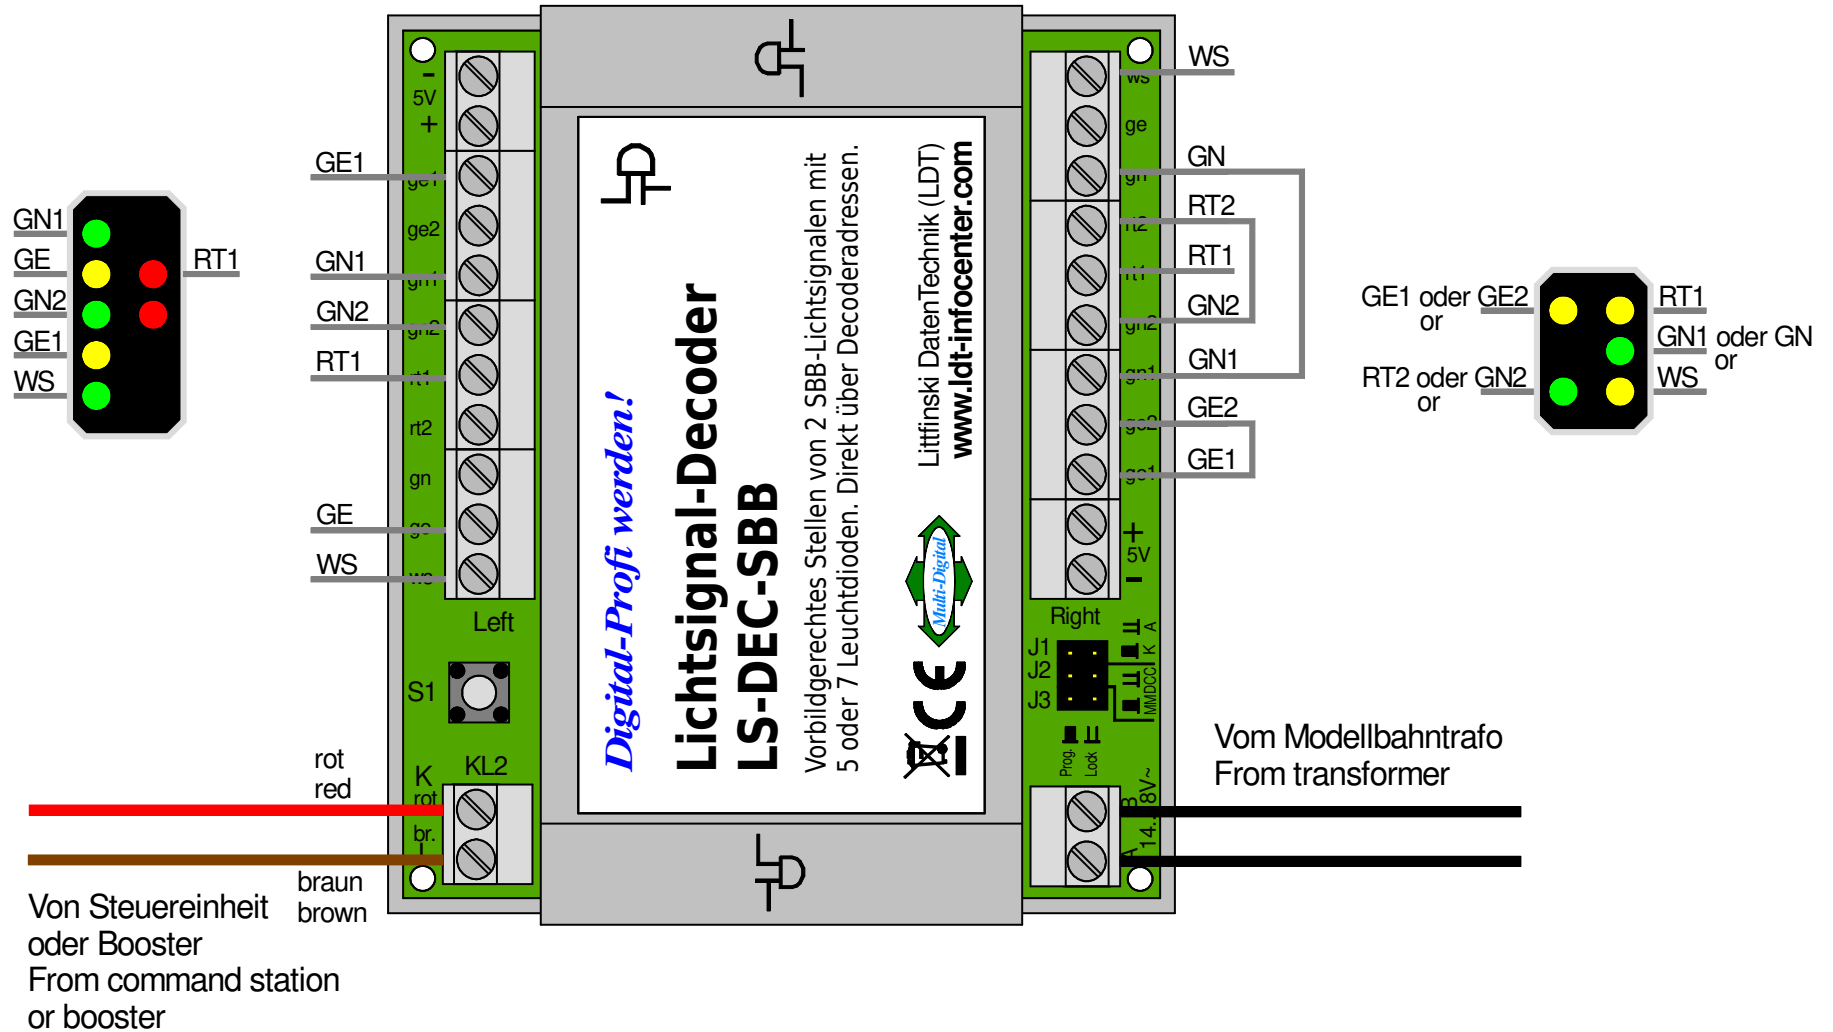 GN1
GE
GN2
GE1
WS
RT1
GE1
GN1
GN2
RT1
GE
WS
-
5V
+
ge1
ge2
gn1
gn2
rt1
rt2
gn
ge
ws
Left
S1
K
KL2
rot
br.
rot
red
braun
brown
Von Steuereinheit
oder Booster
From command station
or booster
Digital-Profi werden!
Lichtsignal-Decoder
LS-DEC-SBB
Vorbildgerechtes Stellen von 2 SBB-Lichtsignalen mit
5 oder 7 Leuchtdioden. Direkt über Decoderadressen.
Littfinski DatenTechnik (LDT)
www.ldt-infocenter.com
Multi-Digital
CE
ws
ge
gn
rt2
rt1
gn2
gn1
ge2
ge1
+
5V
-
Right
J1
J2
J3
A
K
MMDCC
Prog.
Lock
B
A
14..18V~
WS
GN
RT2
RT1
GN2
GN1
GE2
GE1
GE1 oder GE2
or
RT2 oder GN2
or
RT1
GN1 oder GN
or
WS
Vom Modellbahntrafo
From transformer